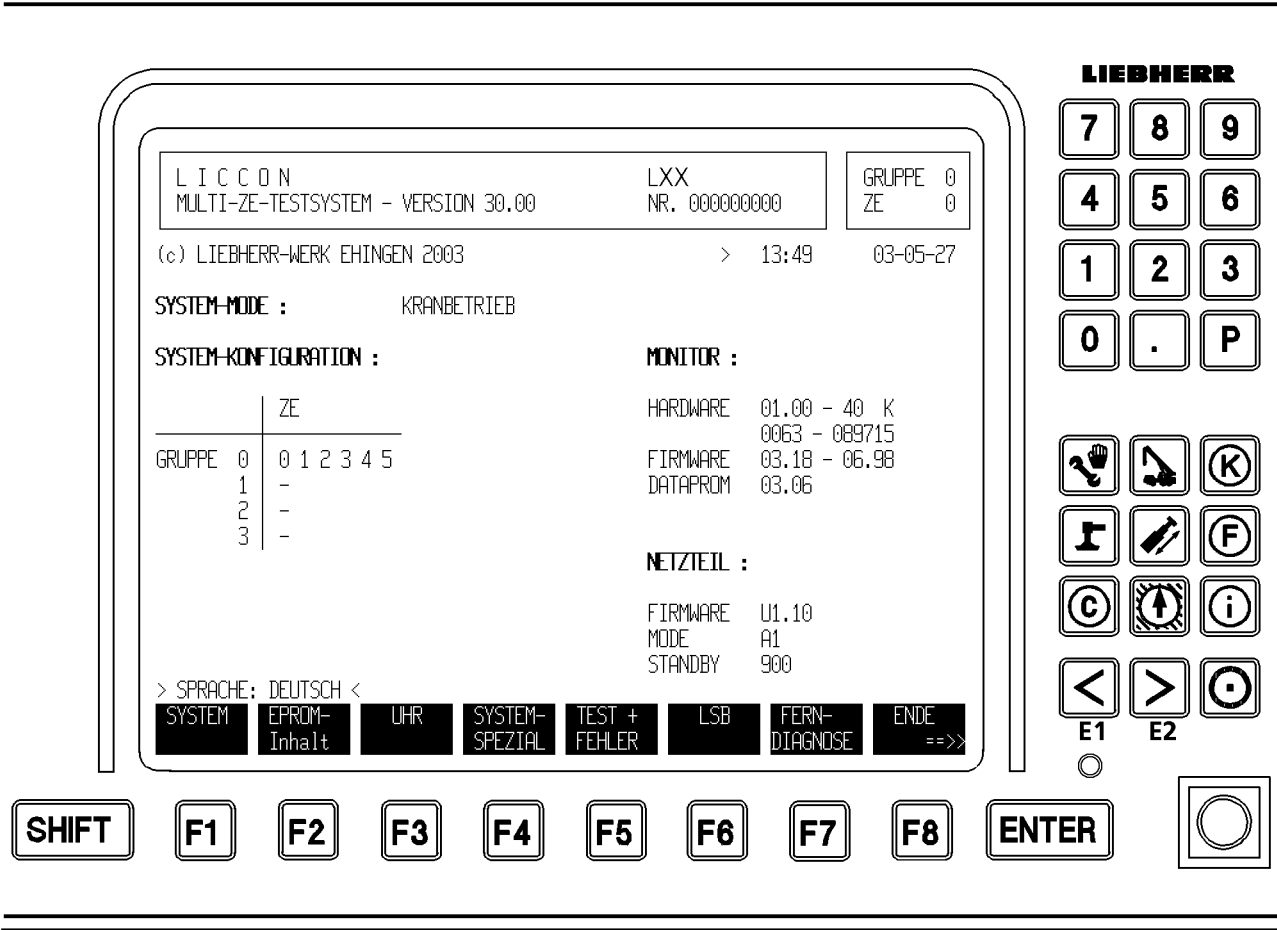 LIEBHERR
7 8 9
4 5 6
1 2 3
0 . P
L I C C O N LXX GRUPPE 0
MULTI-ZE-TESTSYSTEM - VERSION 30.00 NR. 000000000 ZE 0
(c) LIEBHERR-WERK EHINGEN 2003 > 13:49 03-05-27
SYSTEM-MODE : KRANBETRIEB
SYSTEM-KONFIGURATION : MONITOR :
ZE HARDWARE 01.00 - 40 K
0063 - 089715
GRUPPE 0 0 1 2 3 4 5 FIRMWARE 03.18 - 06.98
1 - DATAPROM 03.06
2 -
3 -
NETZTEIL :
FIRMWARE U1.10
MODE A1
STANDBY 900
> SPRACHE: DEUTSCH <
SYSTEM EPROM- UHR SYSTEM- TEST + LSB FERN- ENDE
Inhalt SPEZIAL FEHLER DIAGNOSE ==>>
K
F
C i
< >
E1 E2
SHIFT F1 F2 F3 F4 F5 F6 F7 F8 ENTER